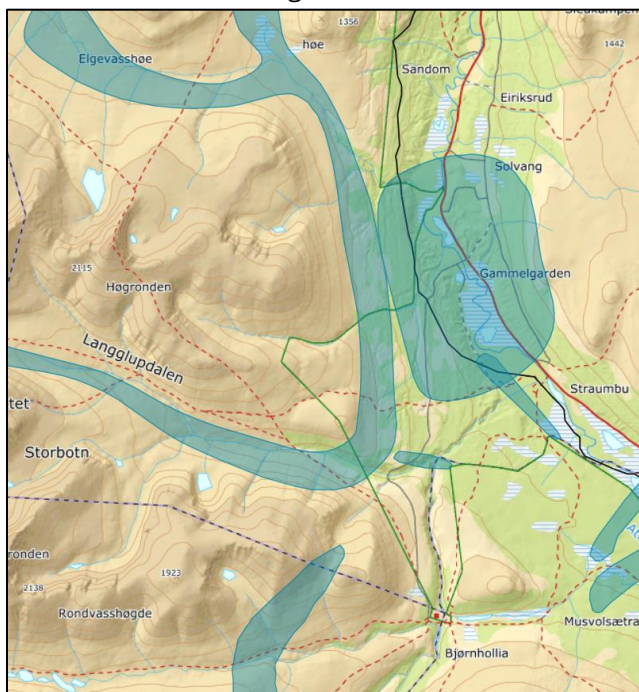 1356
høe
1442
Elgevasshøe
Sandom
Eiriksrud
Solvang
2115
Gammelgarden
Høgronden
Langglupdalen
Straumbu
tet
Storbotn
ronden
1923
2138
Rondvasshøgde
Musvolsætra
Bjørnhollia